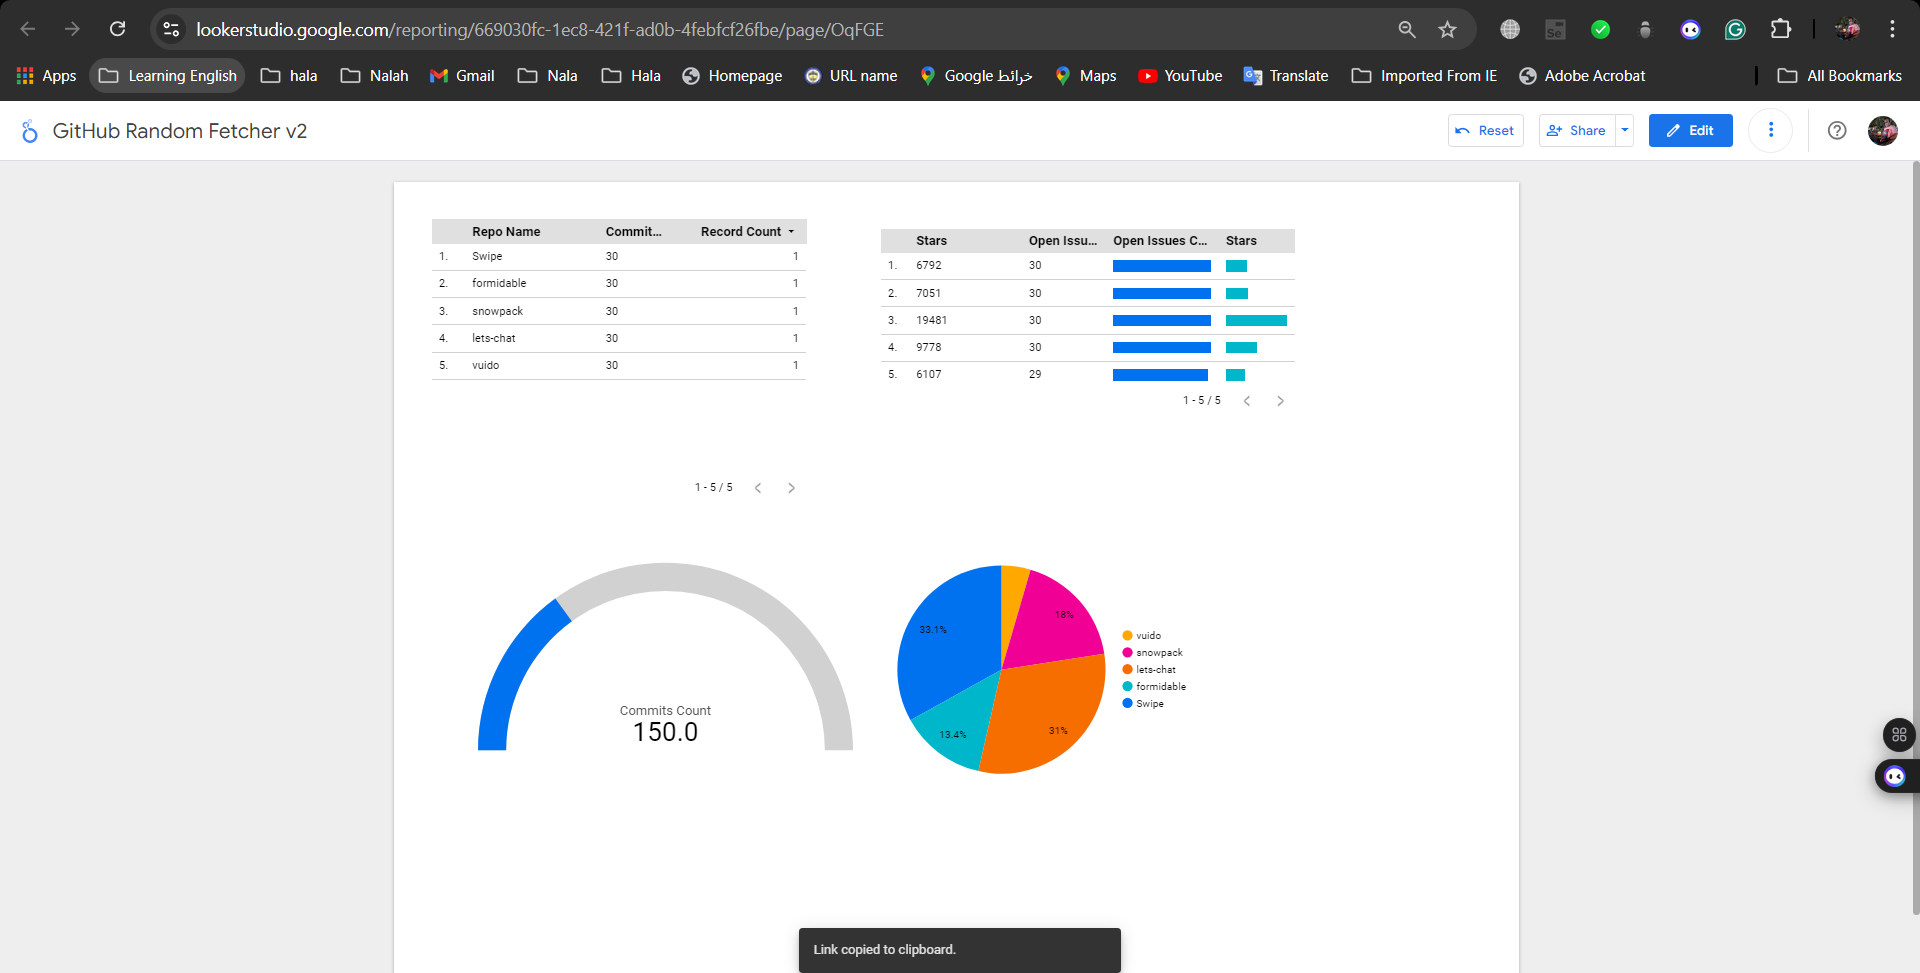 lookerstudio.google.com/reporting/669030fc-1ec8-421f-ad0b-4febfcf26fbe/page/OqFGE
Apps Learning English hala Nalah Gmail Nala Hala Homepage URL name Google خرائط Maps YouTube Translate Imported From IE Adobe Acrobat All Bookmarks
GitHub Random Fetcher v2 Reset Share Edit
Repo Name Commit... Record Count
1. Swipe 30 1
2. formidable 30 1
3. snowpack 30 1
4. lets-chat 30 1
5. vuido 30 1
1 - 5 / 5
Stars Open Issu... Open Issues C... Stars
1. 6792 30
2. 7051 30
3. 19481 30
4. 9778 30
5. 6107 29
1 - 5 / 5
Commits Count
150.0
18%
33.1%
31%
13.4%
vuido
snowpack
lets-chat
formidable
Swipe
Link copied to clipboard.